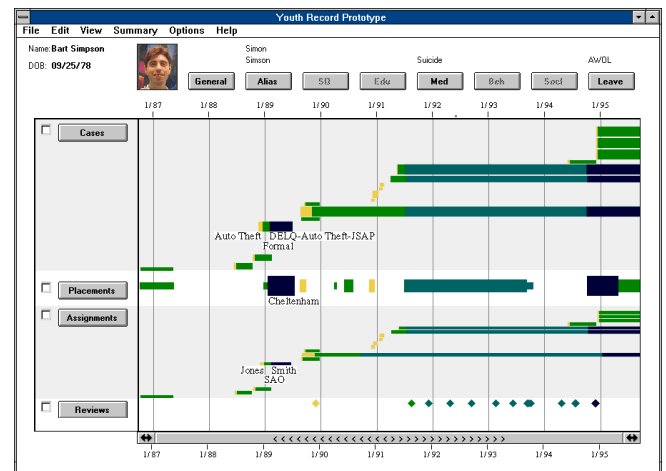 Youth Record Prototype
File Edit View Summary Options Help
Name: Bart Simpson
DOB: 09/25/78
Simon
Simson
Suicide
AWOL
General Alias SD Edu Med Beh Socl Leave
1/87 1/88 1/89 1/90 1/91 1/92 1/93 1/94 1/95
Cases
Auto Theft DELQ-Auto Theft-JSAP
Formal
Placements
Cheltenham
Assignments
Jones Smith
SAO
Reviews
1/87 1/88 1/89 1/90 1/91 1/92 1/93 1/94 1/95